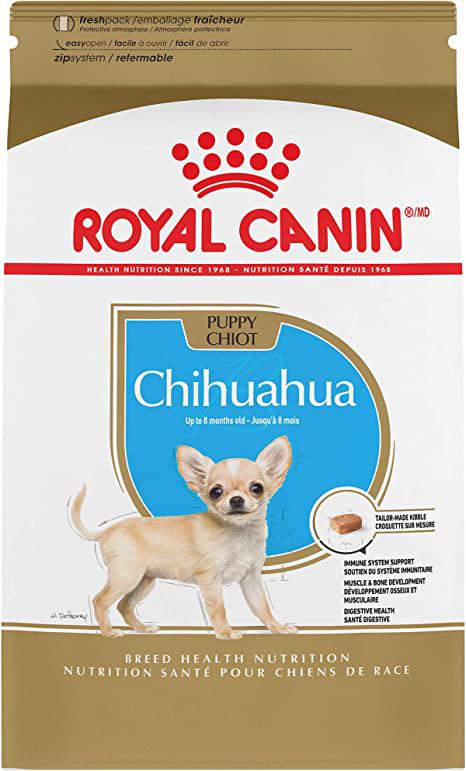 freshpack / emballage fraîcheur
Protective atmosphere / Atmosphère protectrice
easyopen / facile à ouvrir / fácil de abrir
zipsystem / refermable
ROYAL CANIN ®/MD
HEALTH NUTRITION SINCE 1968 - NUTRITION SANTÉ DEPUIS 1968
PUPPY
CHIOT
Chihuahua
Up to 8 months old - Jusqu'à 8 mois
TAILOR-MADE KIBBLE
CROQUETTE SUR MESURE
IMMUNE SYSTEM SUPPORT
SOUTIEN DU SYSTÈME IMMUNITAIRE
MUSCLE & BONE DEVELOPMENT
DÉVELOPPEMENT OSSEUX ET
MUSCULAIRE
DIGESTIVE HEALTH
SANTÉ DIGESTIVE
BREED HEALTH NUTRITION
NUTRITION SANTÉ POUR CHIENS DE RACE